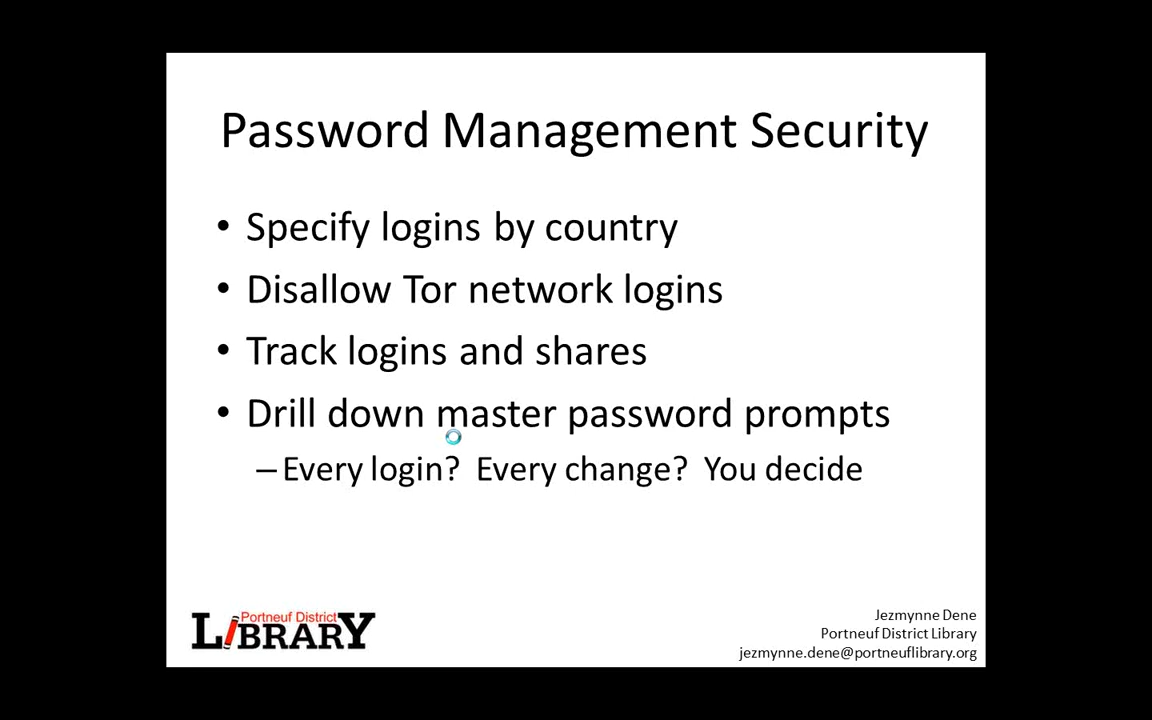 Password Management Security
• Specify logins by country
• Disallow Tor network logins
• Track logins and shares
• Drill down master password prompts
– Every login? Every change? You decide
Portneuf District
LIBRARY
Jezmynne Dene
Portneuf District Library
jezmynne.dene@portneuflibrary.org